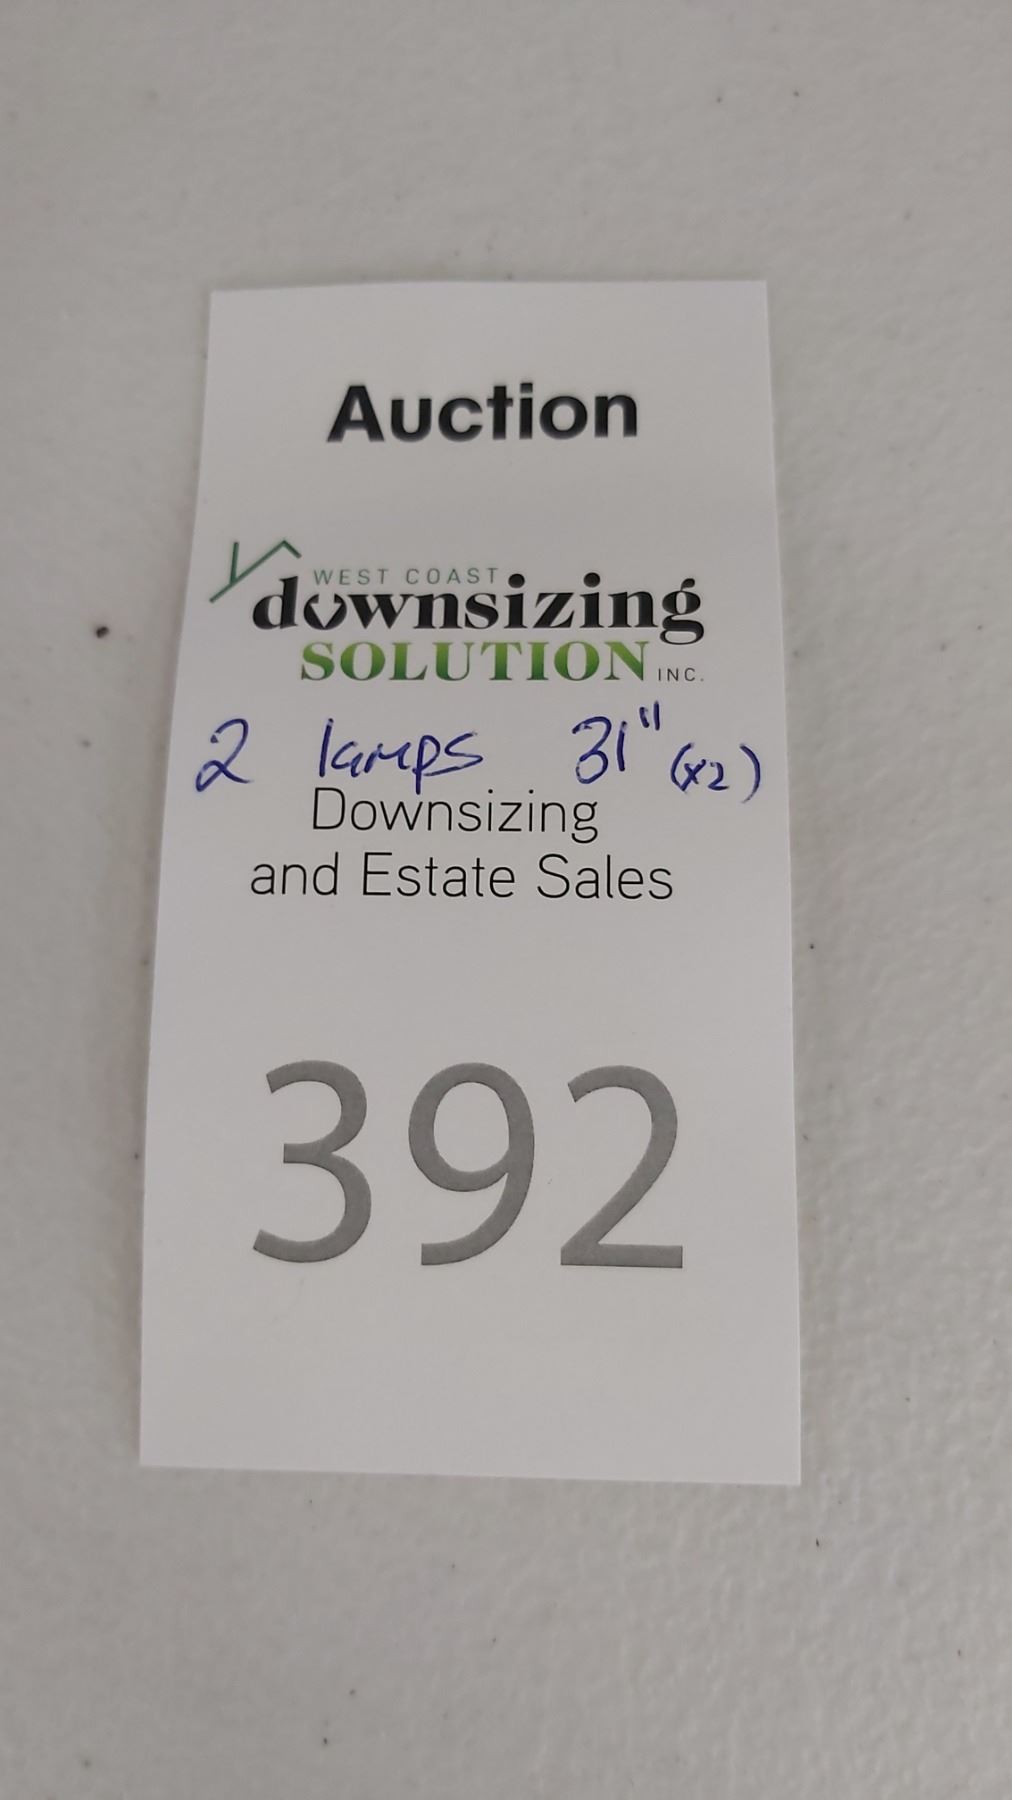 Auction
WEST COAST
downsizing
SOLUTION INC.
2 lamps 31" (x2)
Downsizing
and Estate Sales
392